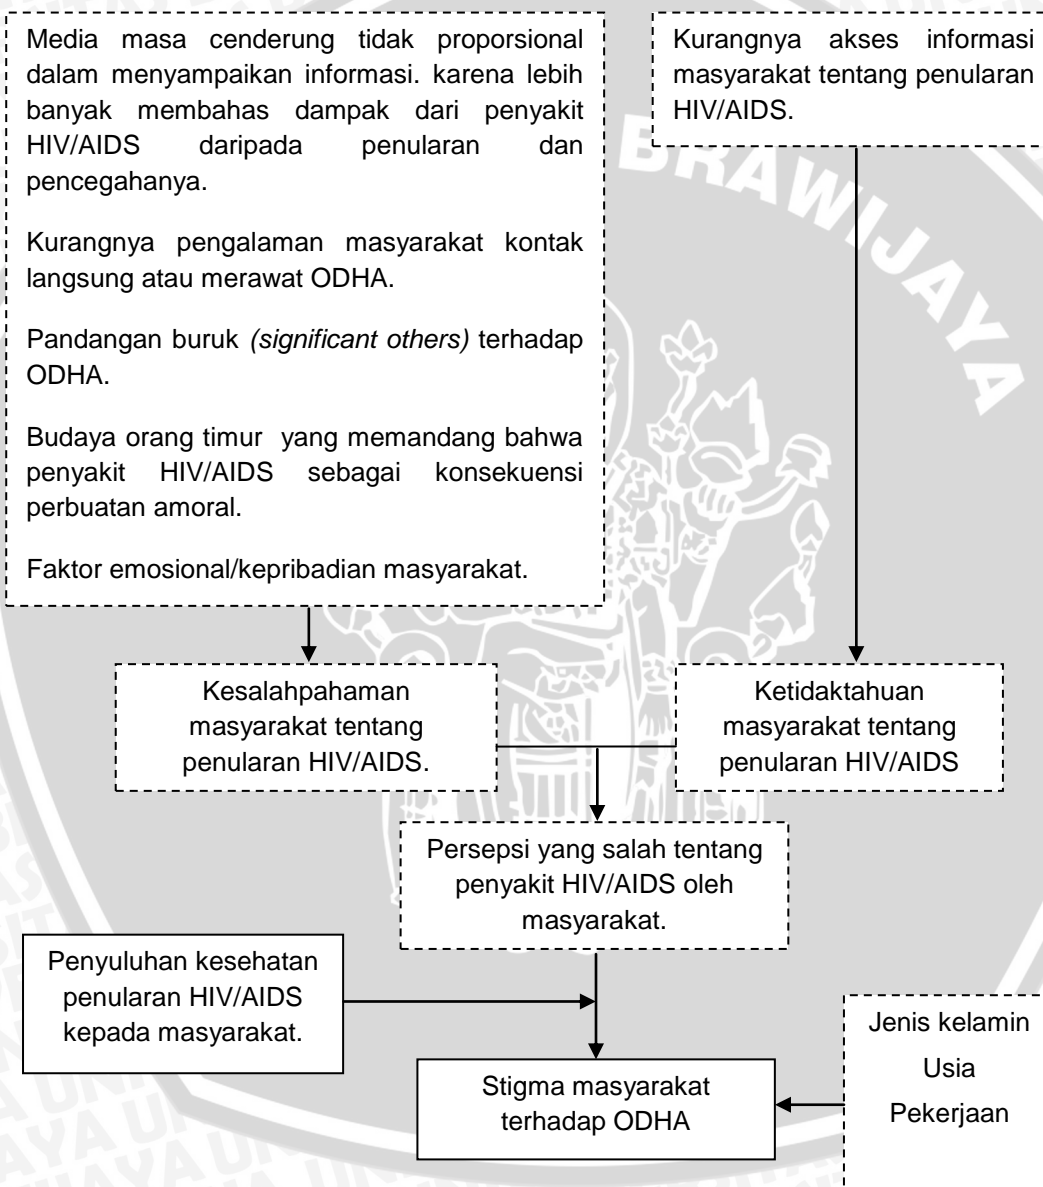 Media masa cenderung tidak proporsional
dalam menyampaikan informasi. karena lebih
banyak membahas dampak dari penyakit
HIV/AIDS daripada penularan dan
pencegahanya.
Kurangnya pengalaman masyarakat kontak
langsung atau merawat ODHA.
Pandangan buruk (significant others) terhadap
ODHA.
Budaya orang timur yang memandang bahwa
penyakit HIV/AIDS sebagai konsekuensi
perbuatan amoral.
Faktor emosional/kepribadian masyarakat.
Kurangnya akses informasi
masyarakat tentang penularan
HIV/AIDS.
BRAWIJAYA
Kesalahpahaman
masyarakat tentang
penularan HIV/AIDS.
Ketidaktahuan
masyarakat tentang
penularan HIV/AIDS
Persepsi yang salah tentang
penyakit HIV/AIDS oleh
masyarakat.
Penyuluhan kesehatan
penularan HIV/AIDS
kepada masyarakat.
Stigma masyarakat
terhadap ODHA
Jenis kelamin
Usia
Pekerjaan